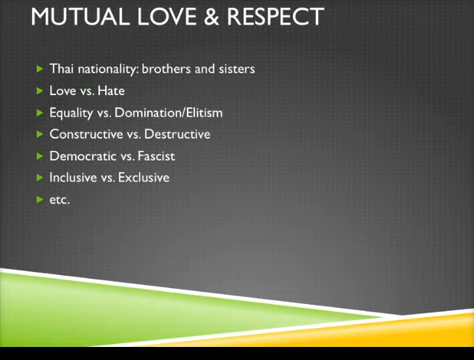 MUTUAL LOVE & RESPECT
Thai nationality: brothers and sisters
Love vs. Hate
Equality vs. Domination/Elitism
Constructive vs. Destructive
Democratic vs. Fascist
Inclusive vs. Exclusive
etc.